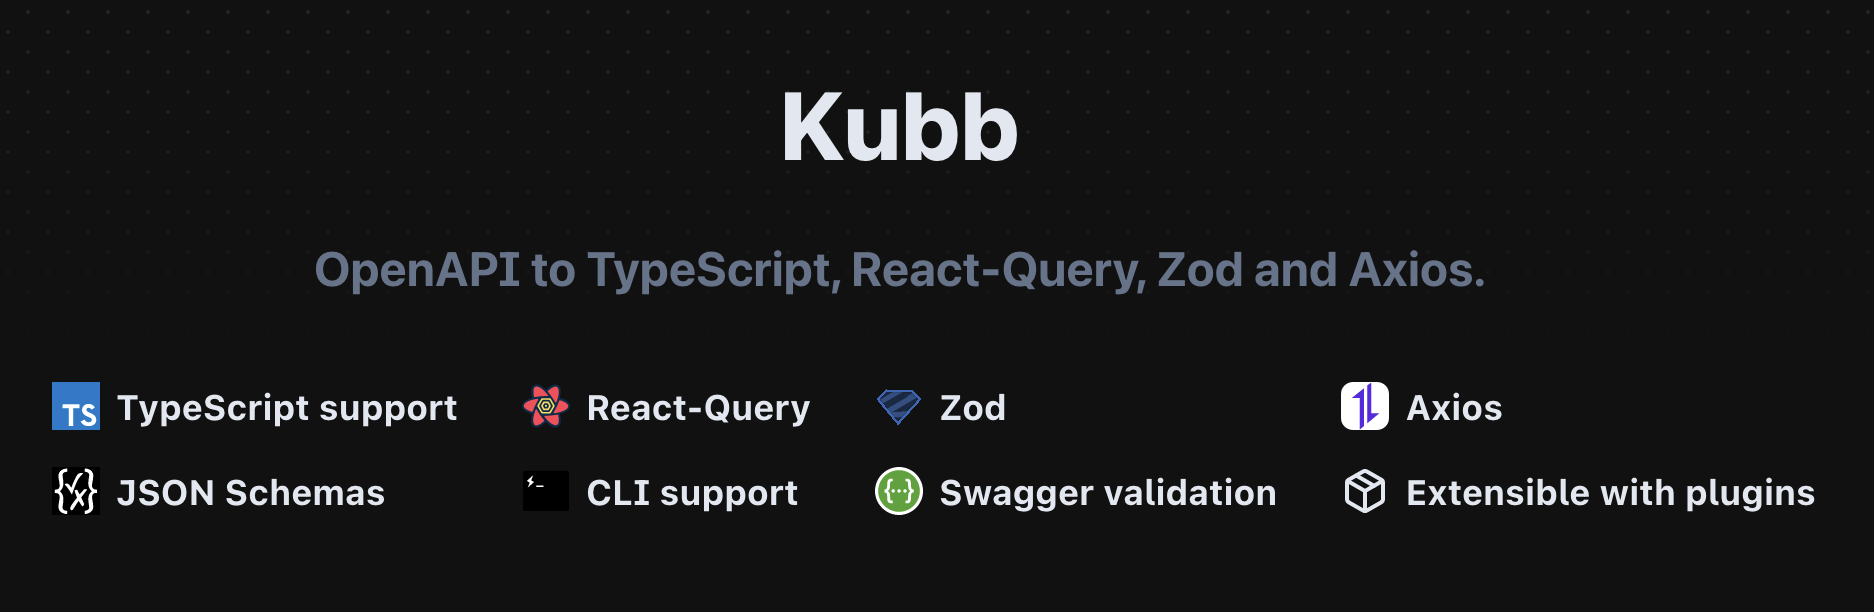 Kubb
OpenAPI to TypeScript, React-Query, Zod and Axios.
TS TypeScript support
React-Query
Zod
Axios
JSON Schemas
CLI support
Swagger validation
Extensible with plugins